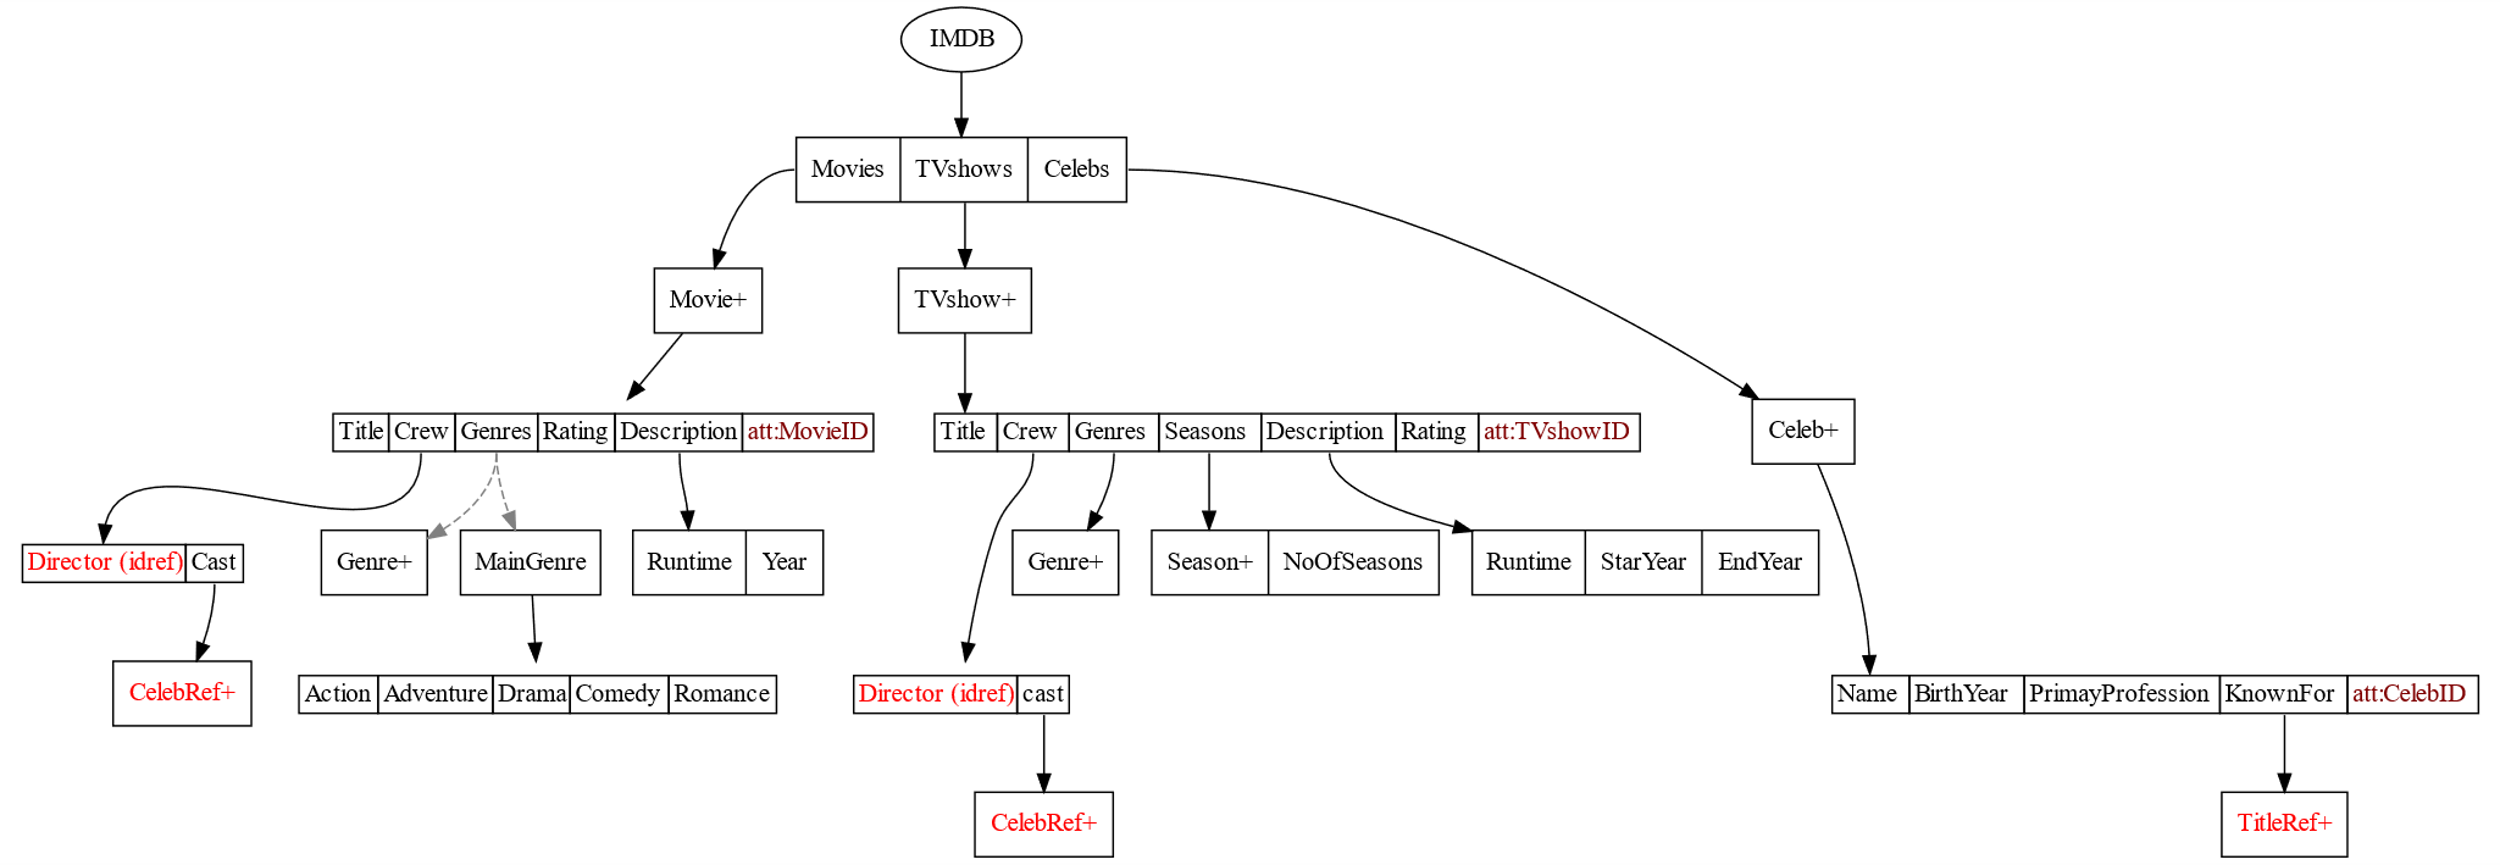 IMDB
Movies TVshows Celebs
Movie+ TVshow+
Title Crew Genres Rating Description att:MovieID Title Crew Genres Seasons Description Rating att:TVshowID Celeb+
Director (idref) Cast Genre+ MainGenre Runtime Year Genre+ Season+ NoOfSeasons Runtime StarYear EndYear
CelebRef+ Action Adventure Drama Comedy Romance Director (idref) cast Name BirthYear PrimayProfession KnownFor att:CelebID
CelebRef+ TitleRef+